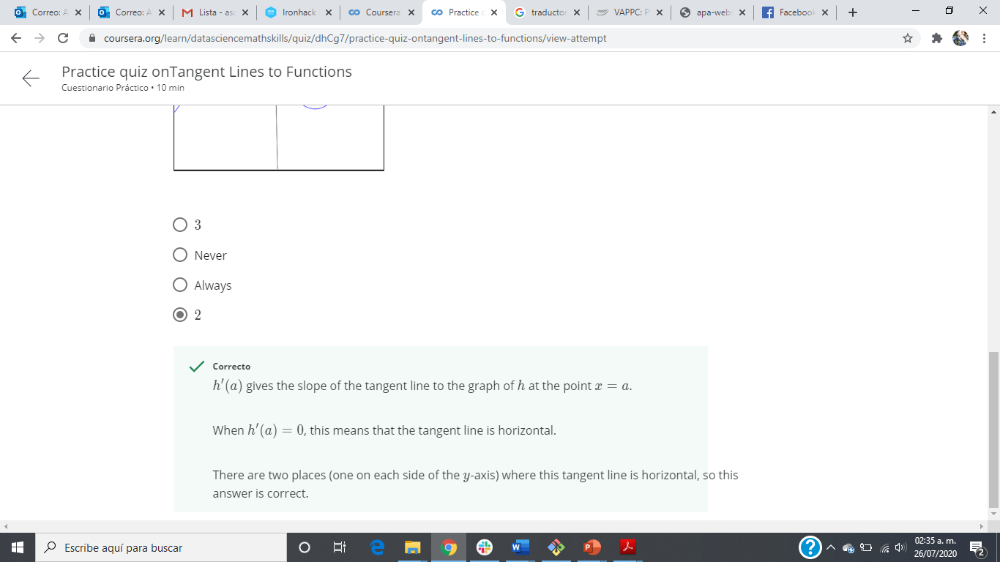 Correo: A
Correo: A
Lista - asa
Ironhack
Coursera
Practice c
traductor
VAPPC: P
apa-webs
Facebook
coursera.org/learn/datasciencemathskills/quiz/dhCg7/practice-quiz-ontangent-lines-to-functions/view-attempt
Practice quiz onTangent Lines to Functions
Cuestionario Práctico • 10 min
3
Never
Always
2
Correcto
h′(a) gives the slope of the tangent line to the graph of h at the point x = a.
When h′(a) = 0, this means that the tangent line is horizontal.
There are two places (one on each side of the y-axis) where this tangent line is horizontal, so this
answer is correct.
Escribe aquí para buscar
02:35 a. m.
26/07/2020
2